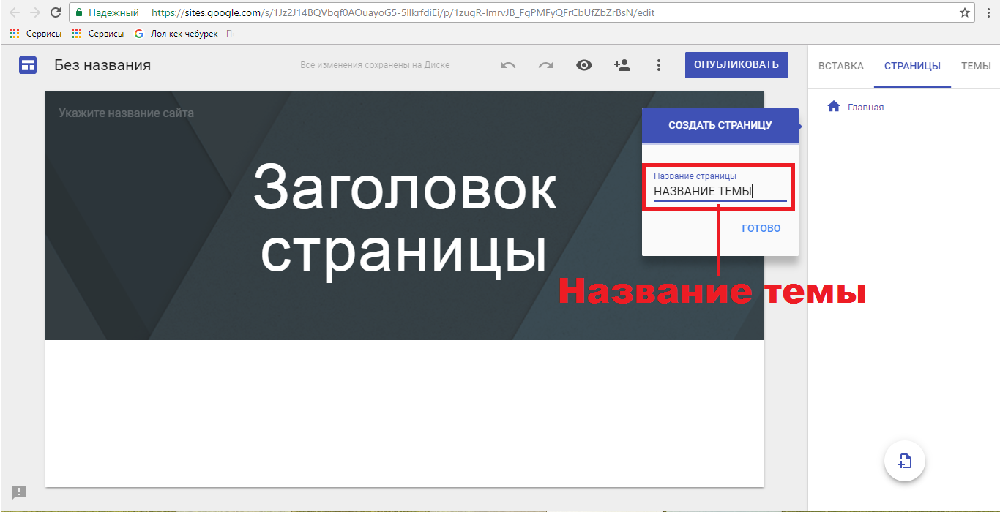 Надежный https://sites.google.com/s/1Jz2J14BQVbqf0AOuayoG5-5IlkrfdiEi/p/1zugR-lmrvJB_FgPMFyQFrCbUfZbZrBsN/edit
Сервисы Сервисы Лол кек чебурек - П
Без названия Все изменения сохранены на Диске ОПУБЛИКОВАТЬ ВСТАВКА СТРАНИЦЫ ТЕМЫ
Главная
Укажите название сайта
Заголовок
страницы
СОЗДАТЬ СТРАНИЦУ
Название страницы
НАЗВАНИЕ ТЕМЫ
ГОТОВО
Название темы